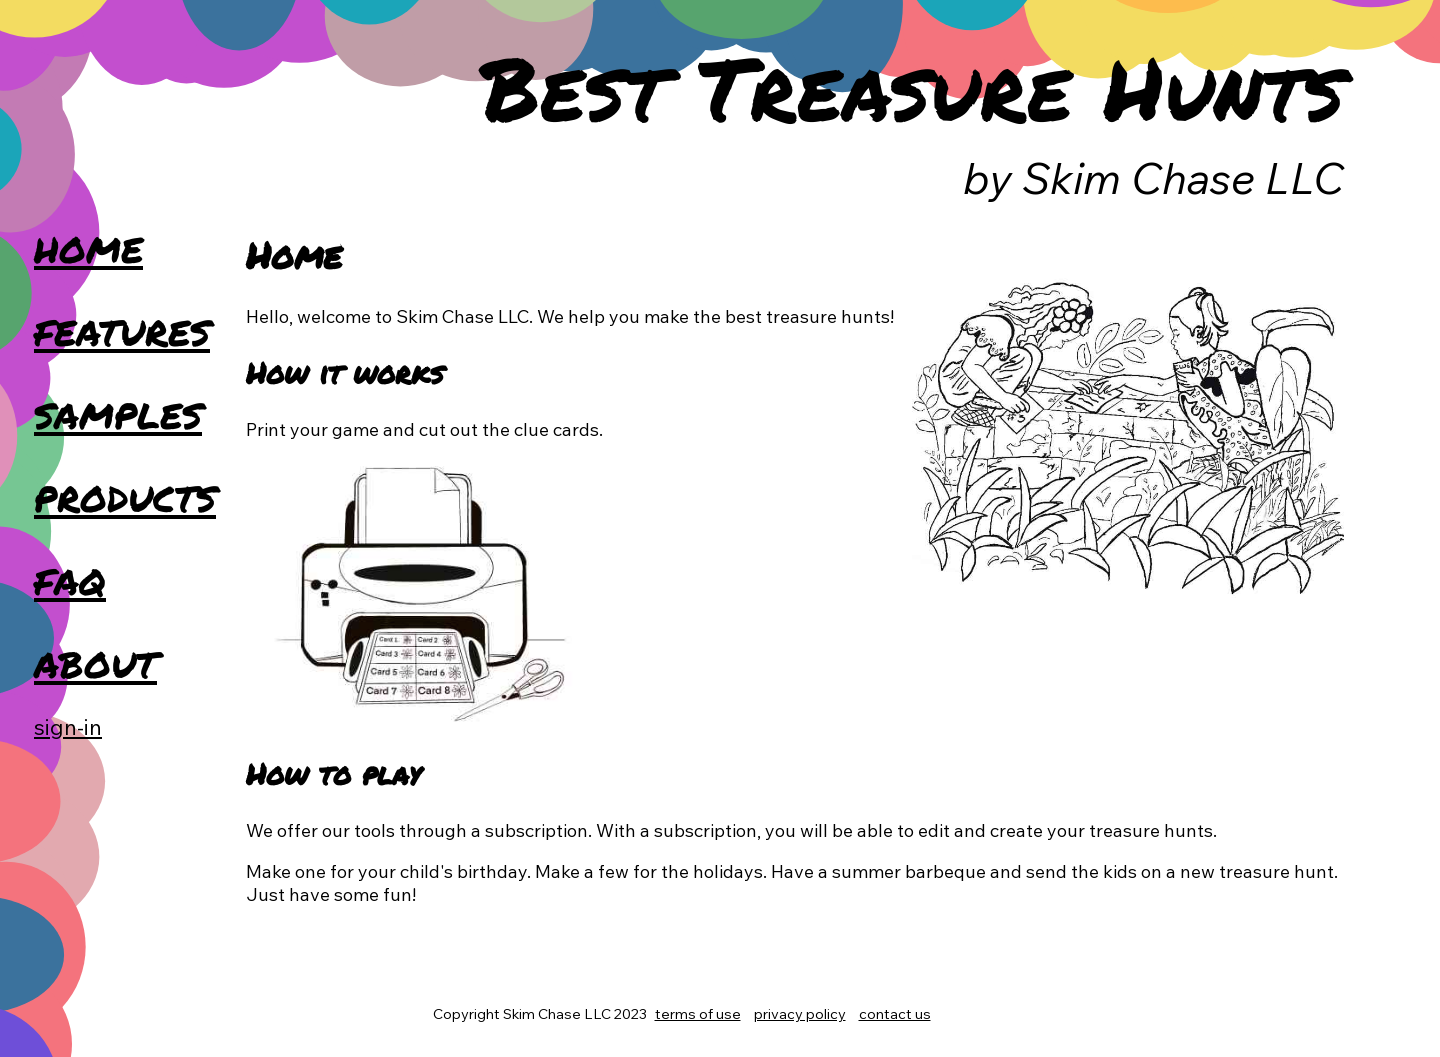 Best Treasure Hunts
by Skim Chase LLC
HOME
FEATURES
SAMPLES
PRODUCTS
FAQ
ABOUT
sign-in
Home
Hello, welcome to Skim Chase LLC. We help you make the best treasure hunts!
How it works
Print your game and cut out the clue cards.
Card 1 Card 2
Card 3 Card 4
Card 5 Card 6
Card 7 Card 8
How to play
We offer our tools through a subscription. With a subscription, you will be able to edit and create your treasure hunts.
Make one for your child's birthday. Make a few for the holidays. Have a summer barbeque and send the kids on a new treasure hunt.
Just have some fun!
Copyright Skim Chase LLC 2023 terms of use privacy policy contact us